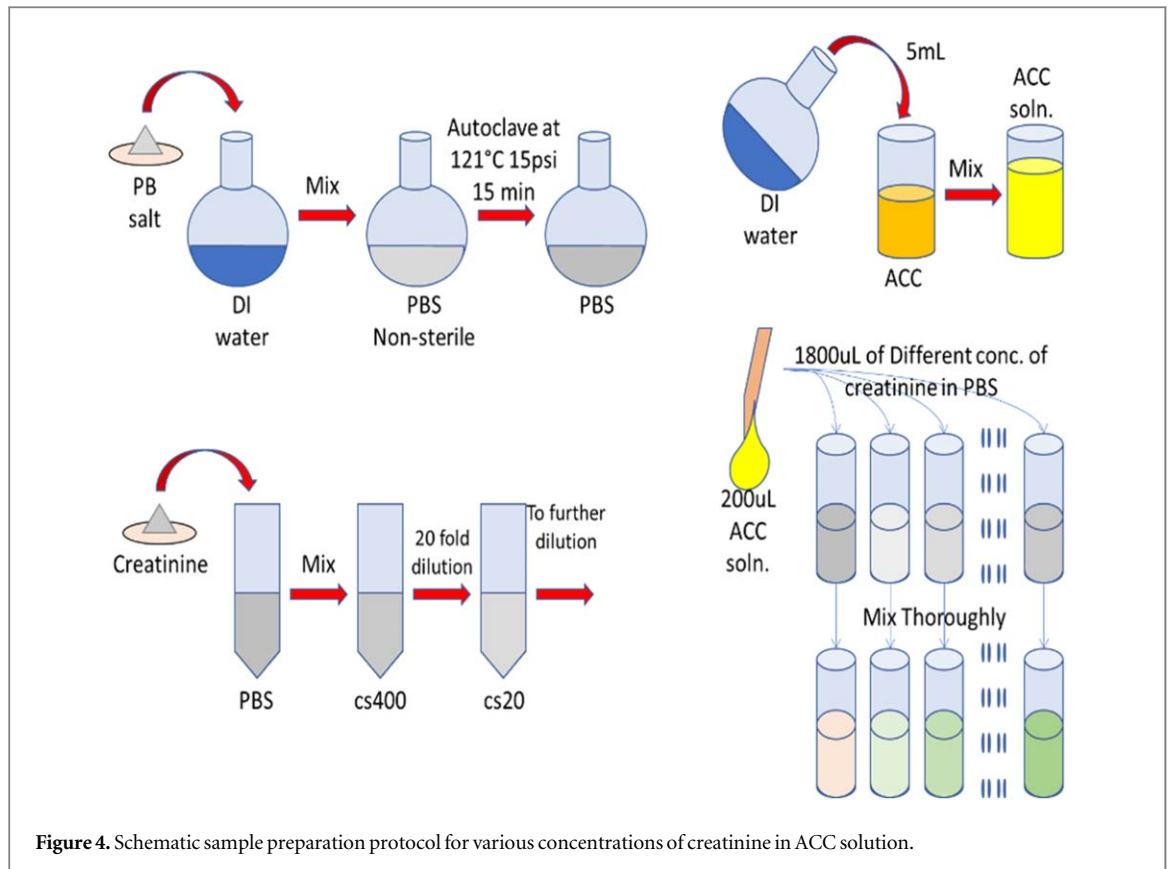 PB
salt
DI
water
Mix
PBS
Non-sterile
Autoclave at
121°C 15psi
15 min
PBS
5mL
DI
water
ACC
Mix
ACC
soln.
Creatinine
PBS
Mix
cs400
20 fold
dilution
cs20
To further
dilution
1800uL of Different conc. of
creatinine in PBS
200uL
ACC
soln.
Mix Thoroughly
Figure 4. Schematic sample preparation protocol for various concentrations of creatinine in ACC solution.